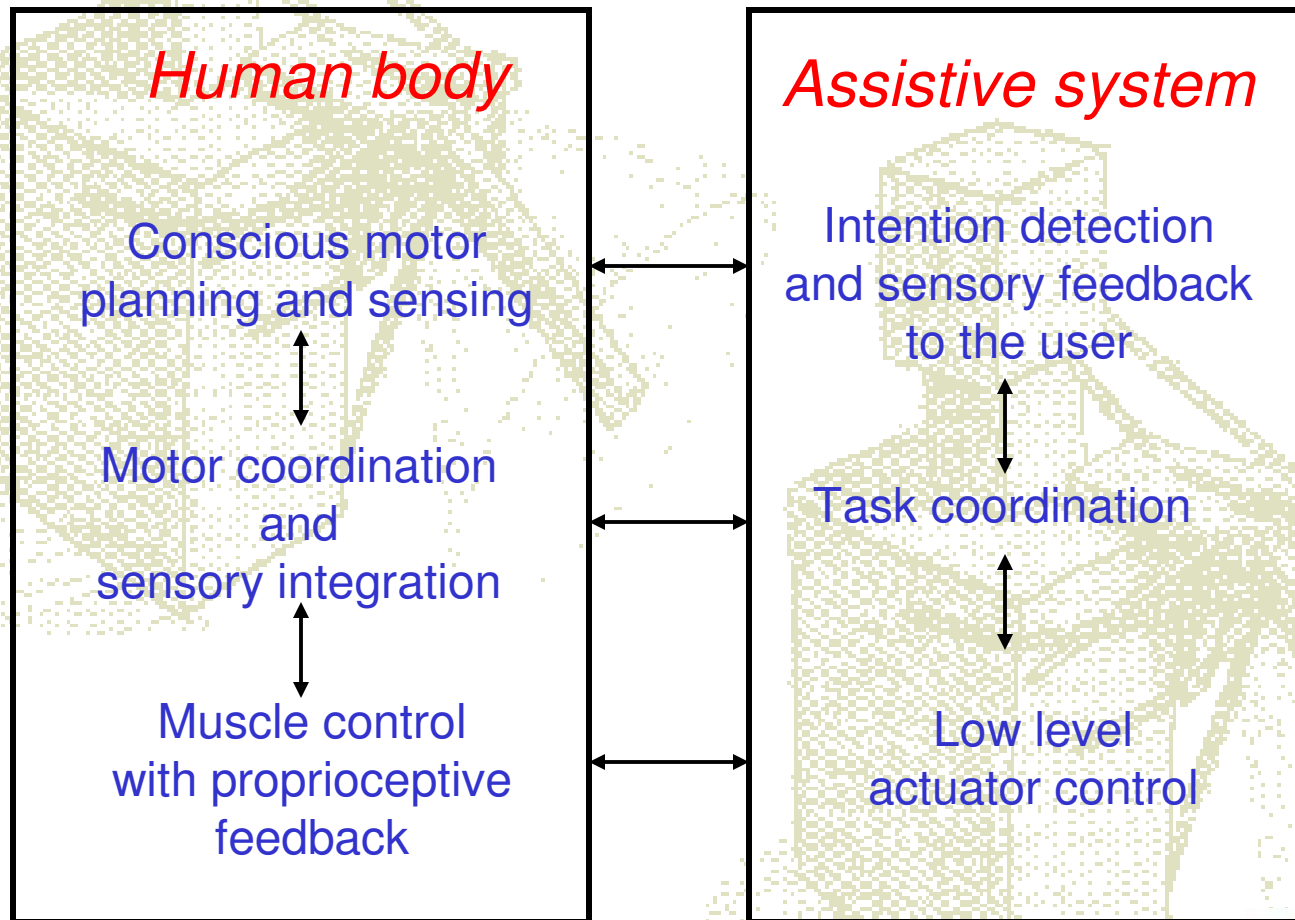 Human body
Conscious motor
planning and sensing
Motor coordination
and
sensory integration
Muscle control
with proprioceptive
feedback
Assistive system
Intention detection
and sensory feedback
to the user
Task coordination
Low level
actuator control